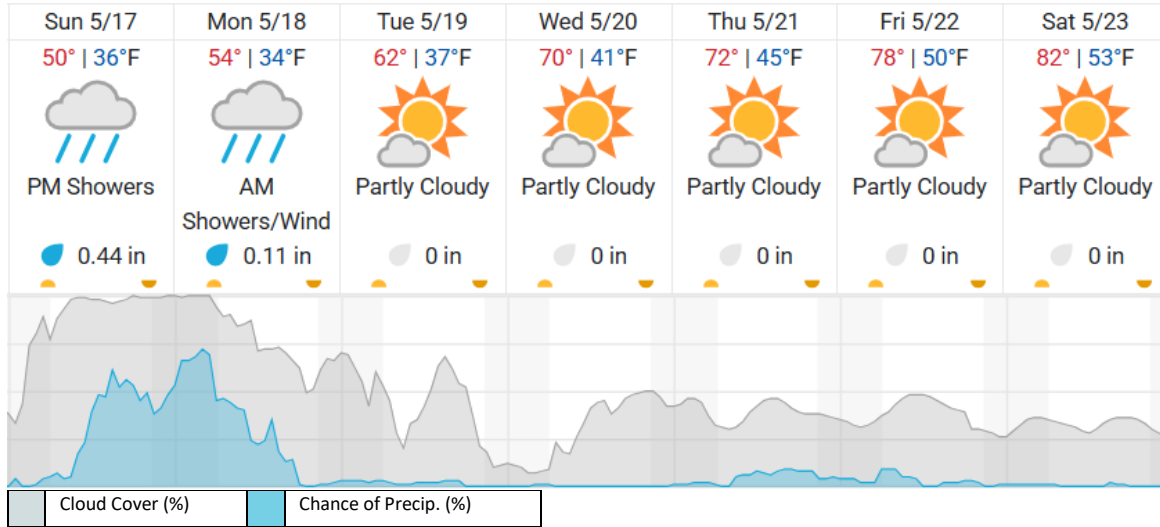 Sun 5/17 Mon 5/18 Tue 5/19 Wed 5/20 Thu 5/21 Fri 5/22 Sat 5/23
50° | 36°F 54° | 34°F 62° | 37°F 70° | 41°F 72° | 45°F 78° | 50°F 82° | 53°F
PM Showers AM Partly Cloudy Partly Cloudy Partly Cloudy Partly Cloudy Partly Cloudy
Showers/Wind
0.44 in 0.11 in 0 in 0 in 0 in 0 in 0 in
Cloud Cover (%) Chance of Precip. (%)